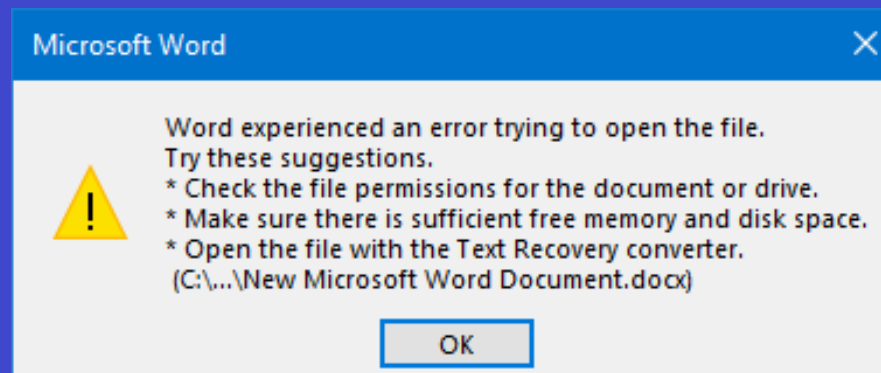 Microsoft Word
Word experienced an error trying to open the file.
Try these suggestions.
* Check the file permissions for the document or drive.
* Make sure there is sufficient free memory and disk space.
* Open the file with the Text Recovery converter.
(C:\...\New Microsoft Word Document.docx)
OK